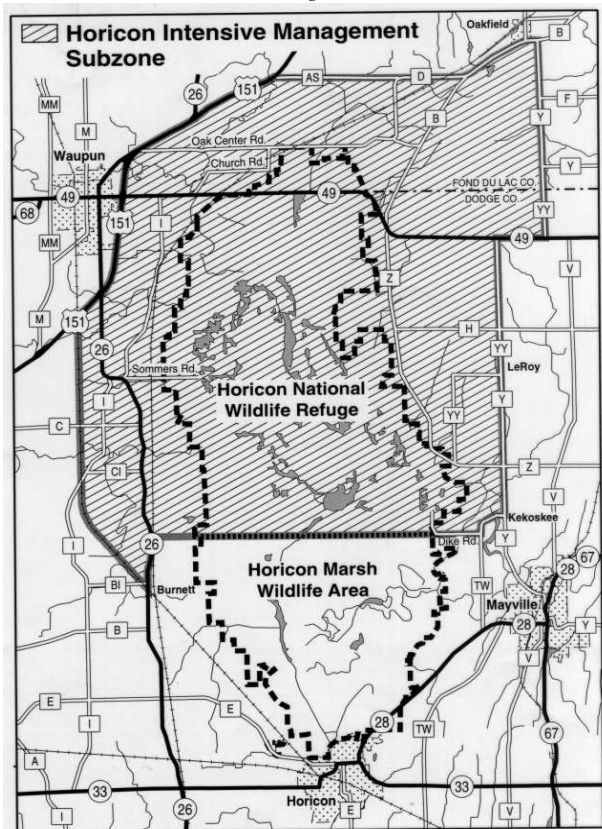 Horicon Intensive Management
Subzone
Oakfield
B
151
AS
D
26
MM
M
F
B
Y
Oak Center Rd.
Waupun
Church Rd.
Y
49
49
FOND DU LAC CO.
DODGE CO.
68
151
I
YY
49
MM
V
Z
M
151
H
26
YY
Sommers Rd.
LeRoy
I
Horicon National
Wildlife Refuge
YY
C
CI
Z
V
Kekoskee
I
26
Dike Rd.
Y
67
Horicon Marsh
Wildlife Area
28
BI
Burnett
TW
Mayville
B
28
Y
V
E
E
28
I
TW
67
A
33
33
Horicon
I
26
E
V